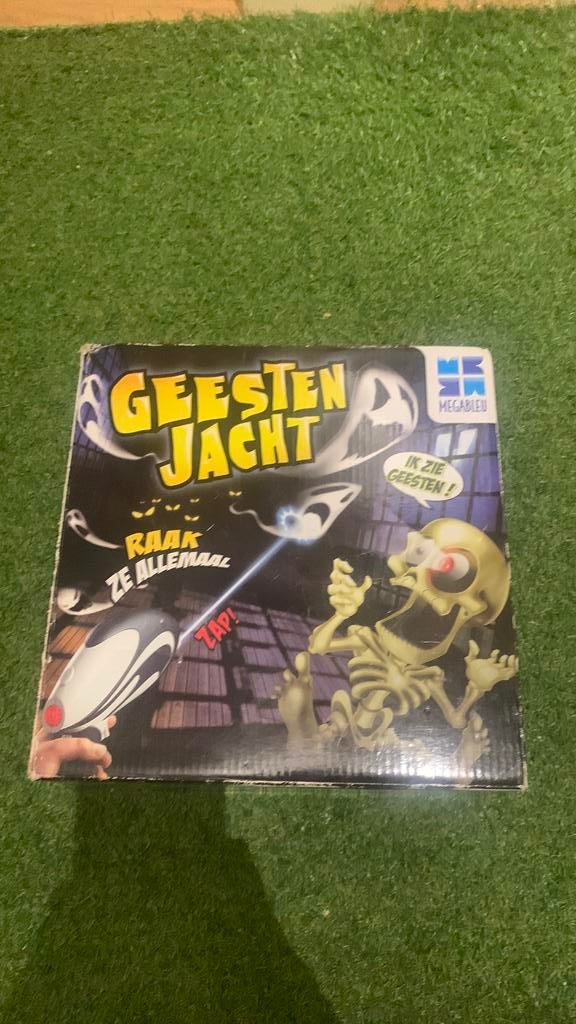 GEESTEN
JACHT
MEGABLEU
IK ZIE
GEESTEN!
RAAK
ZE ALLEMAAL
ZAP!